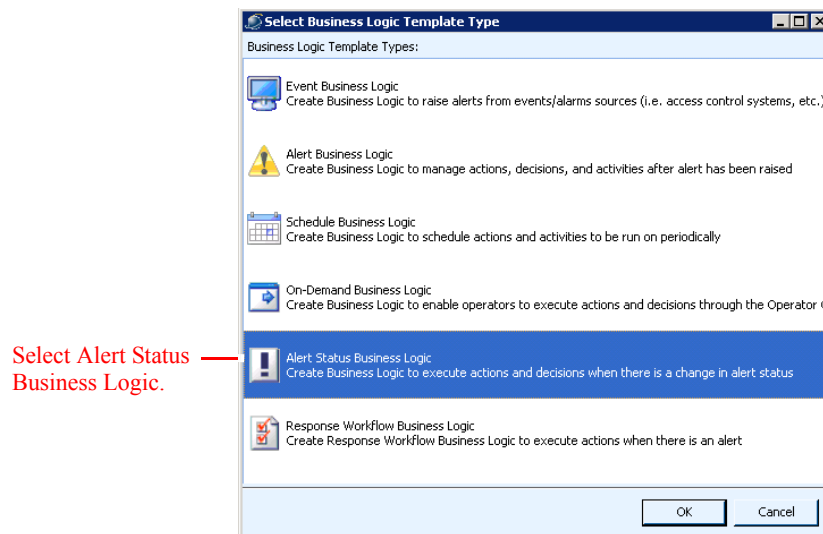 Select Business Logic Template Type
Business Logic Template Types:
Event Business Logic
Create Business Logic to raise alerts from events/alarms sources (i.e. access control systems, etc.)
Alert Business Logic
Create Business Logic to manage actions, decisions, and activities after alert has been raised
Schedule Business Logic
Create Business Logic to schedule actions and activities to be run on periodically
On-Demand Business Logic
Create Business Logic to enable operators to execute actions and decisions through the Operator
Select Alert Status
Business Logic.
Alert Status Business Logic
Create Business Logic to execute actions and decisions when there is a change in alert status
Response Workflow Business Logic
Create Response Workflow Business Logic to execute actions when there is an alert
OK
Cancel